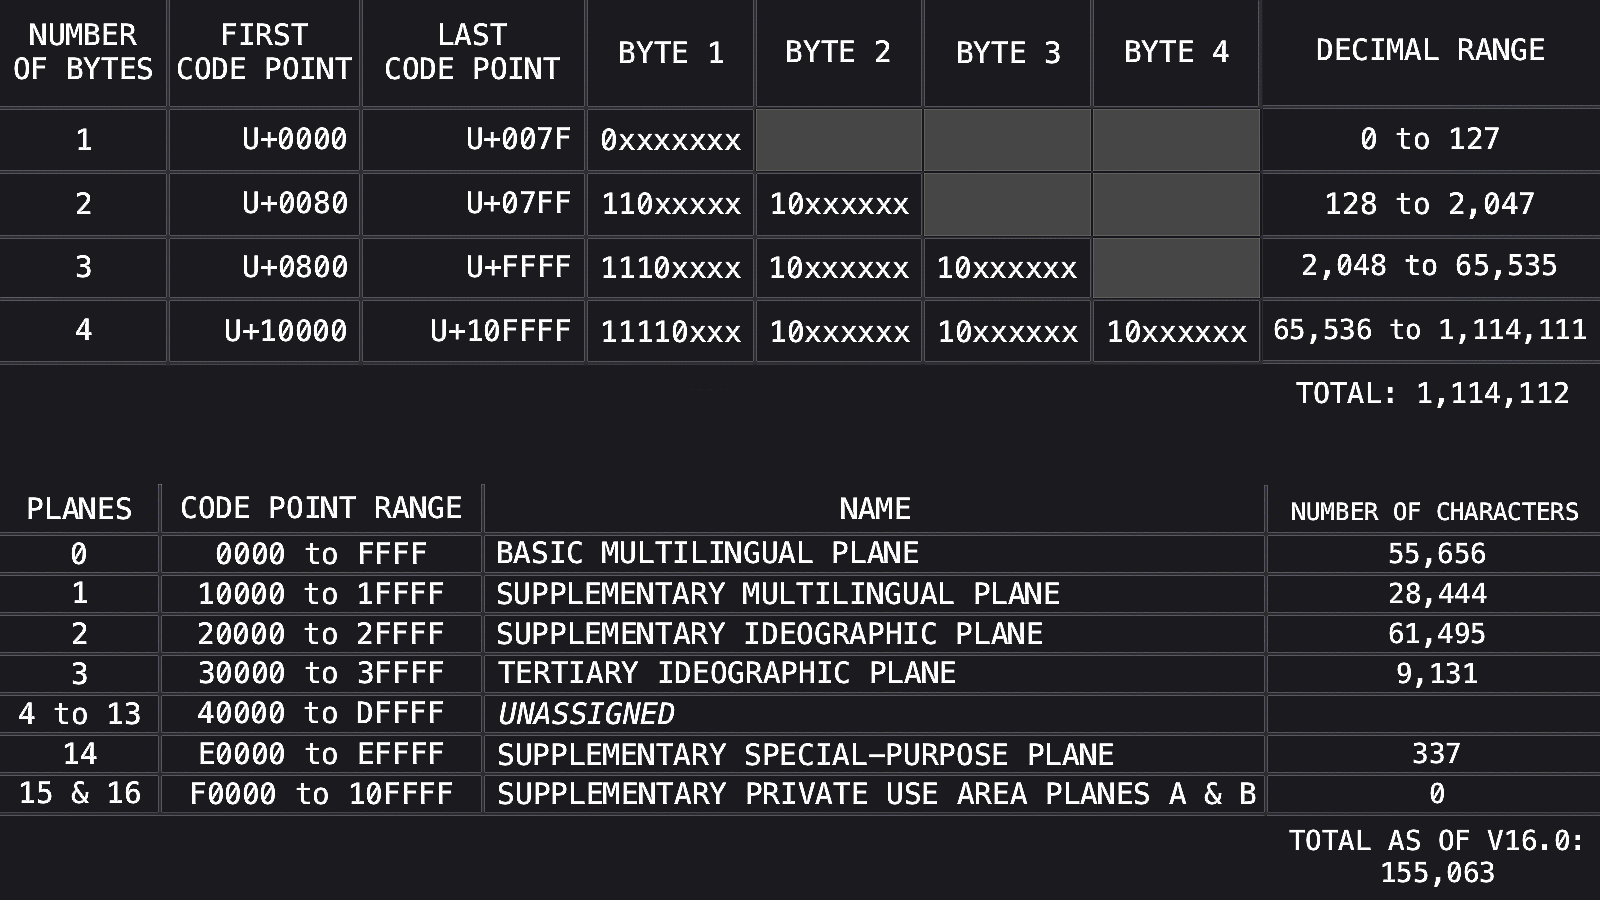 NUMBER OF BYTES FIRST CODE POINT LAST CODE POINT BYTE 1 BYTE 2 BYTE 3 BYTE 4 DECIMAL RANGE
1 U+0000 U+007F 0xxxxxxx 0 to 127
2 U+0080 U+07FF 110xxxxx 10xxxxxx 128 to 2,047
3 U+0800 U+FFFF 1110xxxx 10xxxxxx 10xxxxxx 2,048 to 65,535
4 U+10000 U+10FFFF 11110xxx 10xxxxxx 10xxxxxx 10xxxxxx 65,536 to 1,114,111
TOTAL: 1,114,112
PLANES CODE POINT RANGE NAME NUMBER OF CHARACTERS
0 0000 to FFFF BASIC MULTILINGUAL PLANE 55,656
1 10000 to 1FFFF SUPPLEMENTARY MULTILINGUAL PLANE 28,444
2 20000 to 2FFFF SUPPLEMENTARY IDEOGRAPHIC PLANE 61,495
3 30000 to 3FFFF TERTIARY IDEOGRAPHIC PLANE 9,131
4 to 13 40000 to DFFFF UNASSIGNED
14 E0000 to EFFFF SUPPLEMENTARY SPECIAL–PURPOSE PLANE 337
15 & 16 F0000 to 10FFFF SUPPLEMENTARY PRIVATE USE AREA PLANES A & B 0
TOTAL AS OF V16.0:
155,063